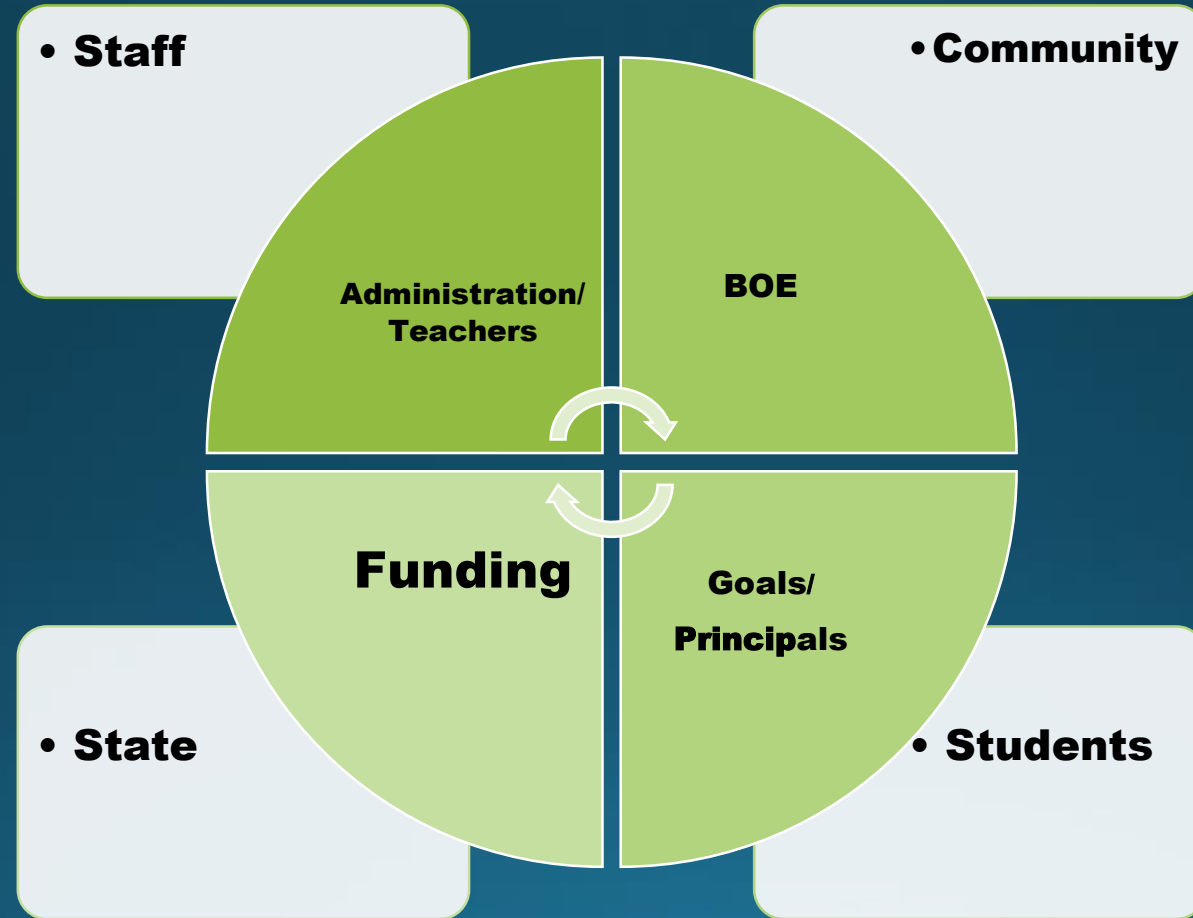 • Staff
•Community
Administration/
Teachers
BOE
Funding
Goals/
Principals
• State
• Students